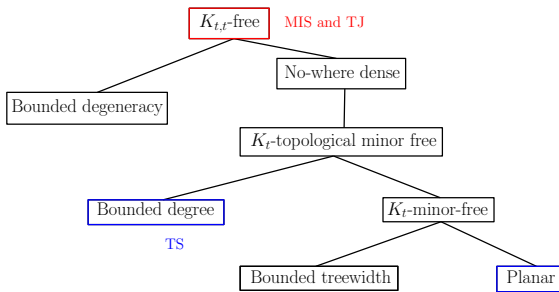 K_{t,t}-free
MIS and TJ
No-where dense
Bounded degeneracy
K_t-topological minor free
Bounded degree
K_t-minor-free
TS
Bounded treewidth
Planar